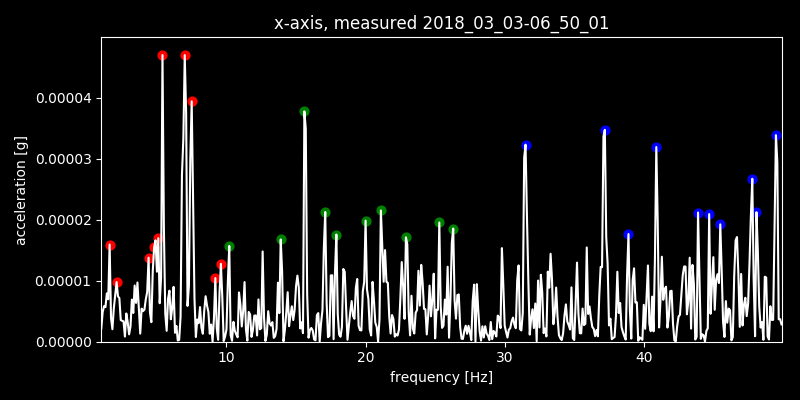 x-axis, measured 2018_03_03-06_50_01
acceleration [g]
0.00004
0.00003
0.00002
0.00001
0.00000
10 20 30 40
frequency [Hz]